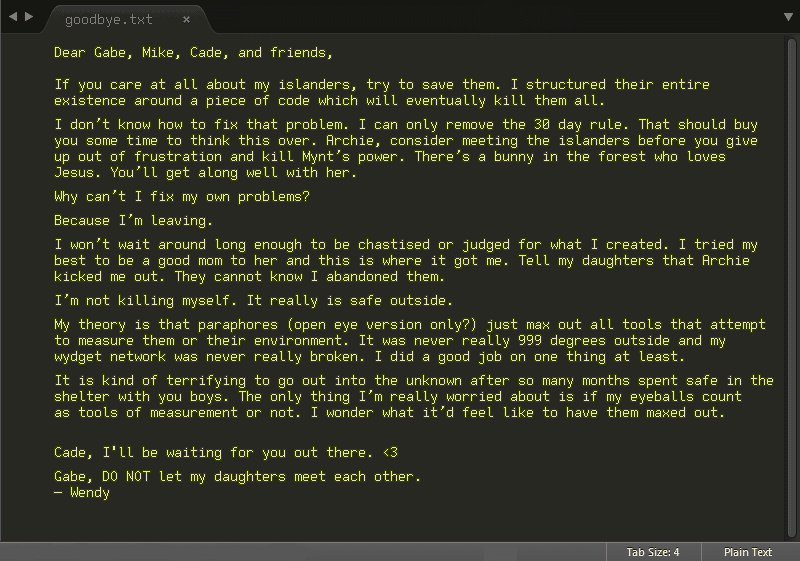 goodbye.txt
Dear Gabe, Mike, Cade, and friends,
If you care at all about my islanders, try to save them. I structured their entire
existence around a piece of code which will eventually kill them all.
I don’t know how to fix that problem. I can only remove the 30 day rule. That should buy
you some time to think this over. Archie, consider meeting the islanders before you give
up out of frustration and kill Mynt’s power. There’s a bunny in the forest who loves
Jesus. You’ll get along well with her.
Why can’t I fix my own problems?
Because I’m leaving.
I won’t wait around long enough to be chastised or judged for what I created. I tried my
best to be a good mom to her and this is where it got me. Tell my daughters that Archie
kicked me out. They cannot know I abandoned them.
I’m not killing myself. It really is safe outside.
My theory is that paraphores (open eye version only?) just max out all tools that attempt
to measure them or their environment. It was never really 999 degrees outside and my
wydget network was never really broken. I did a good job on one thing at least.
It is kind of terrifying to go out into the unknown after so many months spent safe in the
shelter with you boys. The only thing I’m really worried about is if my eyeballs count
as tools of measurement or not. I wonder what it’d feel like to have them maxed out.
Cade, I'll be waiting for you out there. <3
Gabe, DO NOT let my daughters meet each other.
— Wendy
Tab Size: 4 Plain Text